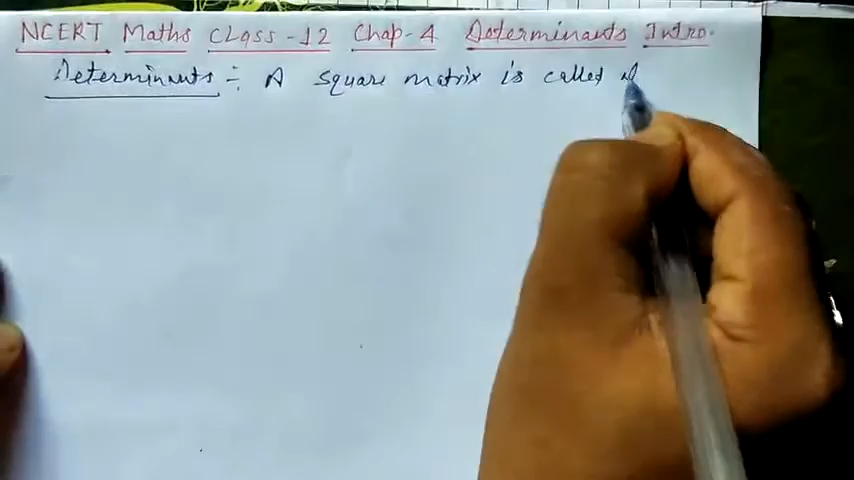 NCERT Maths Class-12 Chap-4 Determinants Intro.
Determinants ÷ A square matrix is called